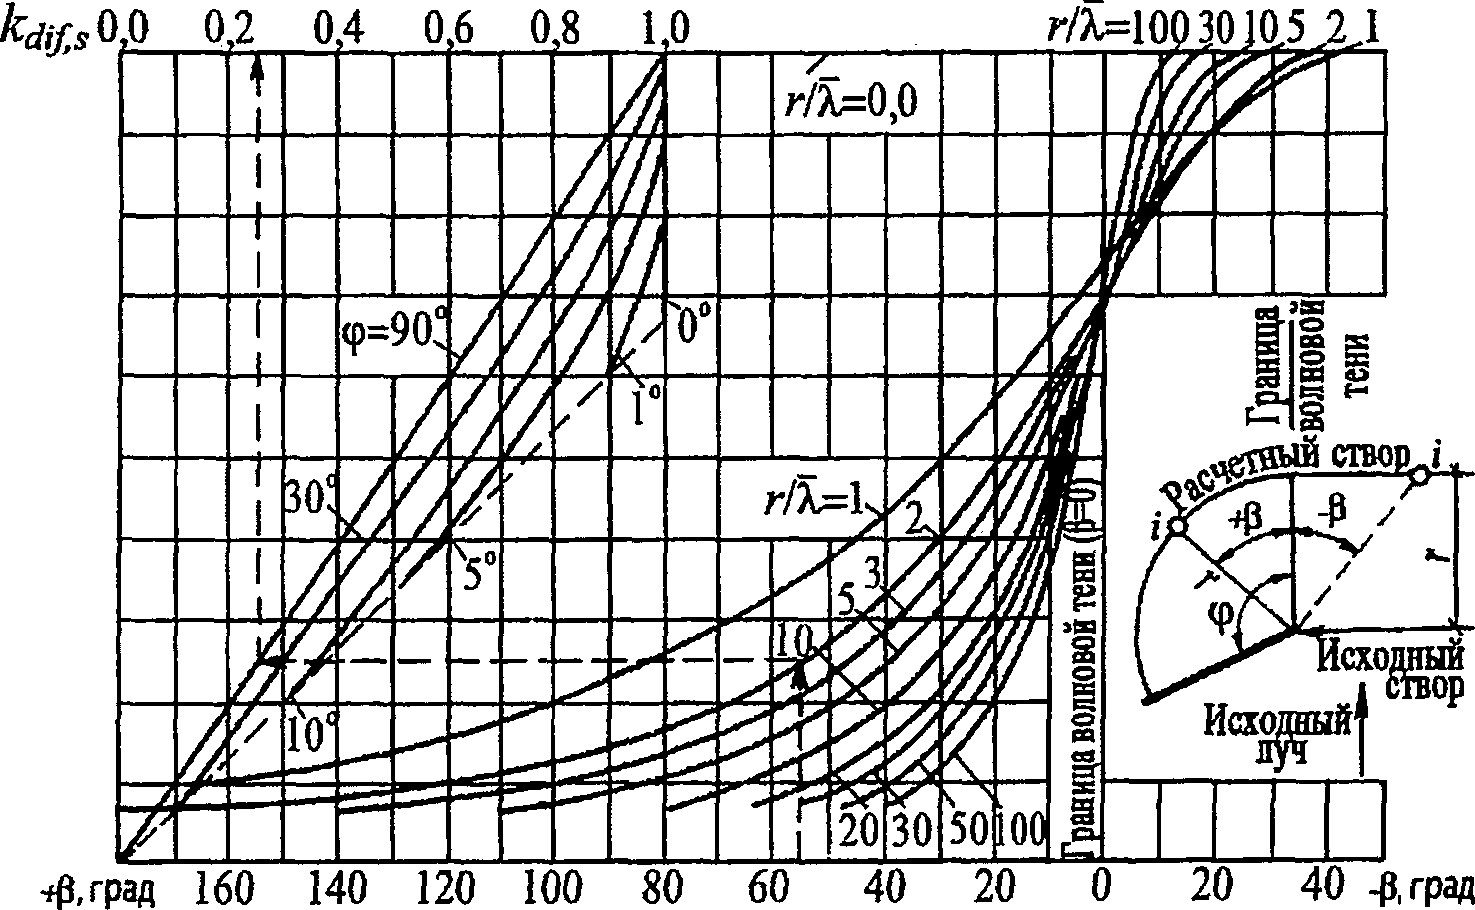 k dif,s 0,0 0,2 0,4 0,6 0,8 1,0 r/λ̄=100 30 10 5 2 1
r/λ̄=0,0
φ=90°
0°
1°
30°
5°
10°
r/λ̄=1
2
3
5
10
20 30 50 100
Граница волновой тени (β=0)
Граница
волновой
тени
Расчетный створ i
i
+β -β
r
r
φ
Исходный
створ
Исходный
луч
+β, град 160 140 120 100 80 60 40 20 0 20 40 -β, град